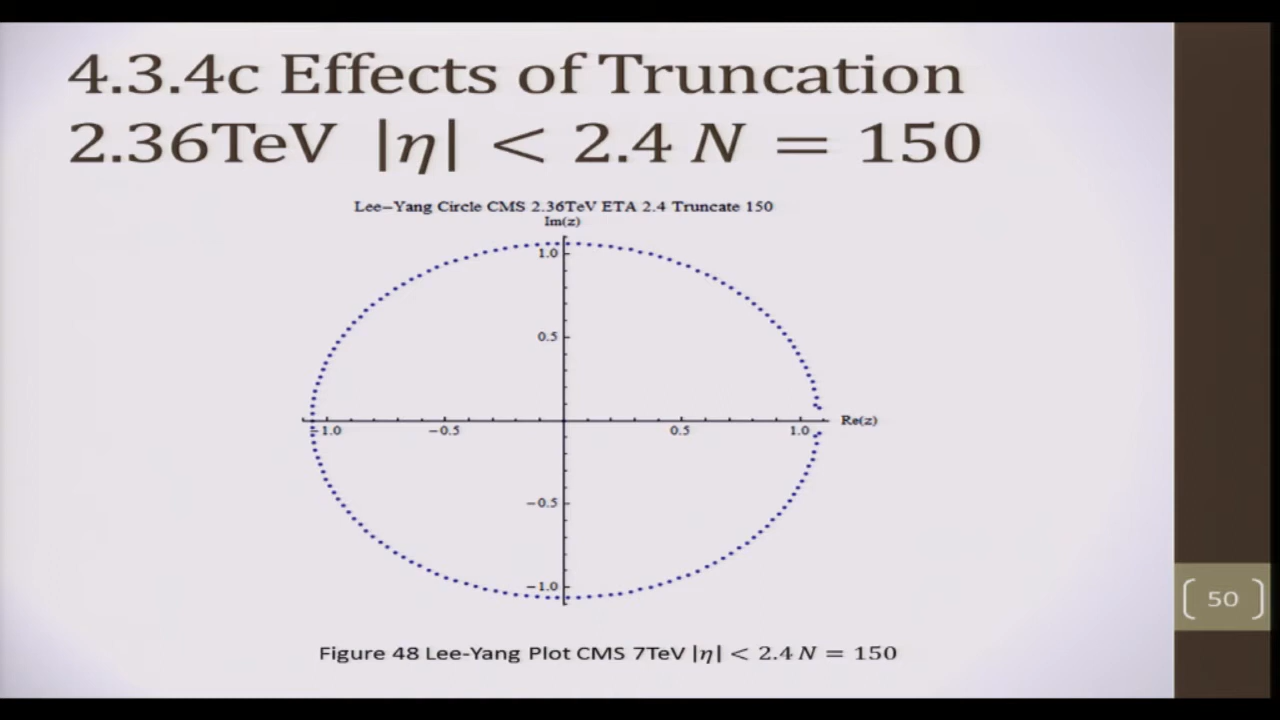 4.3.4c Effects of Truncation
2.36TeV |η| < 2.4 N = 150
Lee−Yang Circle CMS 2.36TeV ETA 2.4 Truncate 150
Im(z)
1.0
0.5
−1.0
−0.5
0.5
1.0
Re(z)
−0.5
−1.0
50
Figure 48 Lee-Yang Plot CMS 7TeV |η| < 2.4 N = 150